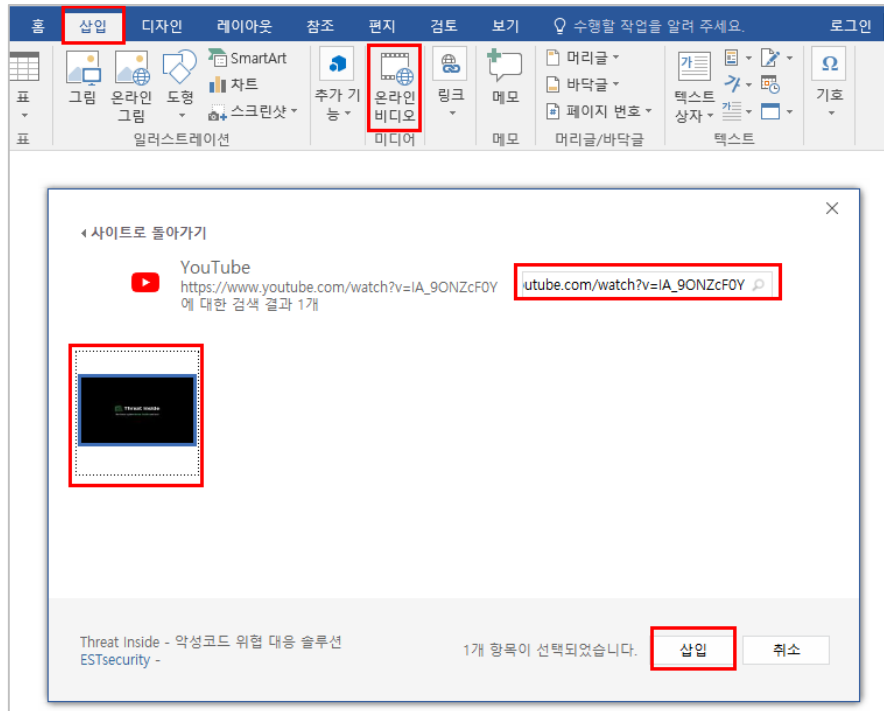 홈 삽입 디자인 레이아웃 참조 편지 검토 보기 수행할 작업을 알려 주세요. 로그인
표
그림
온라인
그림
도형
SmartArt
차트
스크린샷
추가 기
능
온라인
비디오
링크
메모
머리글
바닥글
페이지 번호
가
텍스트
상자
가
가
Ω
기호
표 일러스트레이션 미디어 메모 머리글/바닥글 텍스트
사이트로 돌아가기
YouTube
https://www.youtube.com/watch?v=IA_9ONZcF0Y
에 대한 검색 결과 1개
utube.com/watch?v=IA_9ONZcF0Y
Threat Inside
Threat Inside - 악성코드 위협 대응 솔루션
ESTsecurity -
1개 항목이 선택되었습니다.
삽입
취소